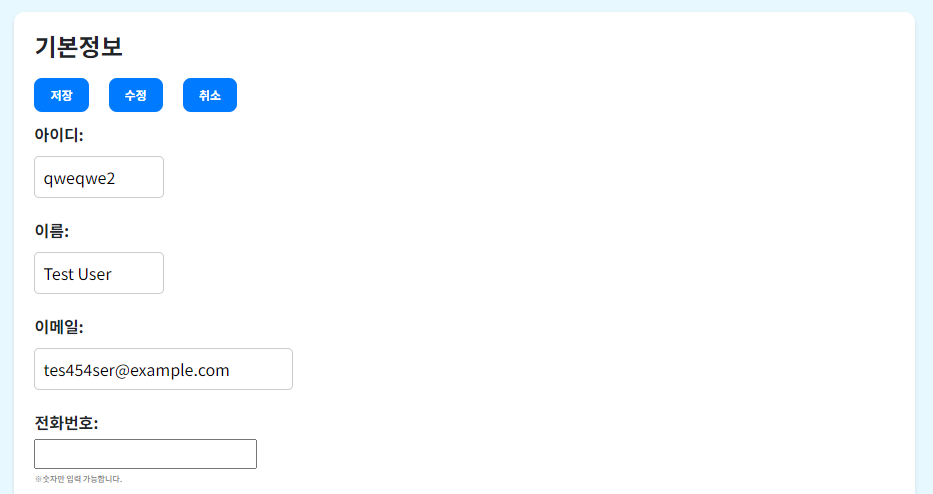 기본정보
저장 수정 취소
아이디:
qweqwe2
이름:
Test User
이메일:
tes454ser@example.com
전화번호:
※숫자만 입력 가능합니다.